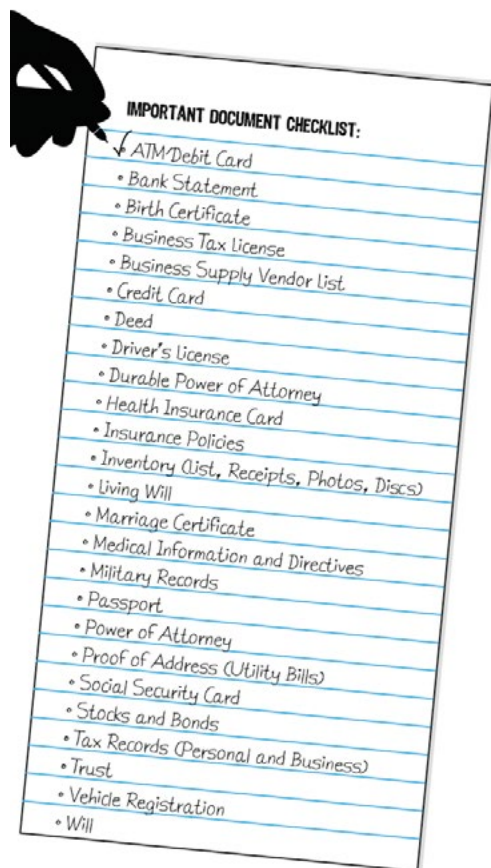 IMPORTANT DOCUMENT CHECKLIST:
• ATM/Debit Card
• Bank Statement
• Birth Certificate
• Business Tax License
• Business Supply Vendor List
• Credit Card
• Deed
• Driver's License
• Durable Power of Attorney
• Health Insurance Card
• Insurance Policies
• Inventory (List, Receipts, Photos, Discs)
• Living Will
• Marriage Certificate
• Medical Information and Directives
• Military Records
• Passport
• Power of Attorney
• Proof of Address (Utility Bills)
• Social Security Card
• Stocks and Bonds
• Tax Records (Personal and Business)
• Trust
• Vehicle Registration
• Will